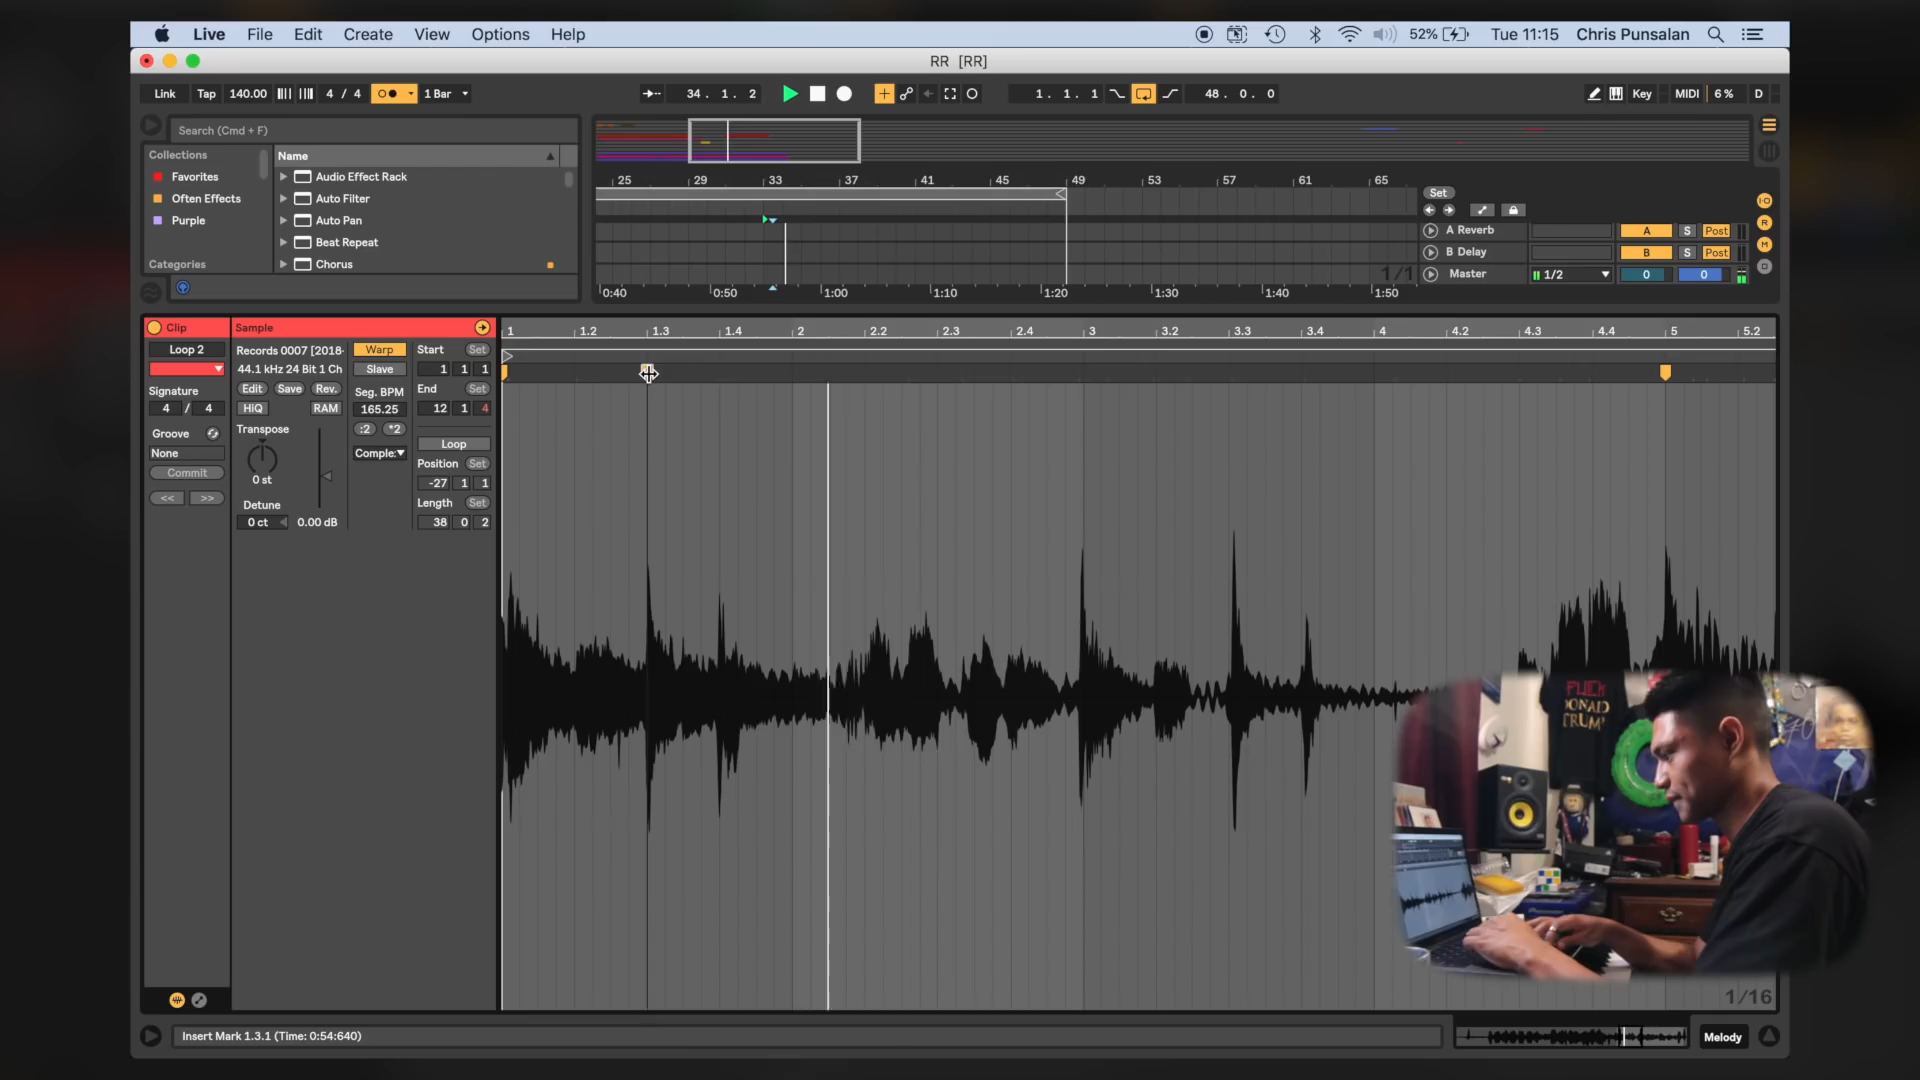 Live File Edit Create View Options Help 52% Tue 11:15 Chris Punsalan
RR [RR]
Link Tap 140.00 4 / 4 1 Bar 34 . 1 . 2 1 . 1 . 1 48 . 0 . 0 Key MIDI 6 % D
Search (Cmd + F)
Collections
Favorites
Often Effects
Purple
Categories
Name
Audio Effect Rack
Auto Filter
Auto Pan
Beat Repeat
Chorus
25 29 33 37 41 45 49 53 57 61 65
Set
A Reverb A S Post
B Delay B S Post
1/1 Master 1/2 0 0
0:40 0:50 1:00 1:10 1:20 1:30 1:40 1:50
I·O
R
M
D
Clip
Loop 2
Signature
4 / 4
Groove
None
Commit
<< >>
Sample
Records 0007 [2018-
44.1 kHz 24 Bit 1 Ch
Edit Save Rev.
HiQ RAM
Transpose
0 st
Detune
0 ct 0.00 dB
Warp
Slave
Seg. BPM
165.25
:2 *2
Comple:
Start Set
1 1 1
End Set
12 1 4
Loop
Position Set
-27 1 1
Length Set
38 0 2
1 1.2 1.3 1.4 2 2.2 2.3 2.4 3 3.2 3.3 3.4 4 4.2 4.3 4.4 5 5.2
FUCK
DONAD
TRUM
1/16
Insert Mark 1.3.1 (Time: 0:54:640)
Melody